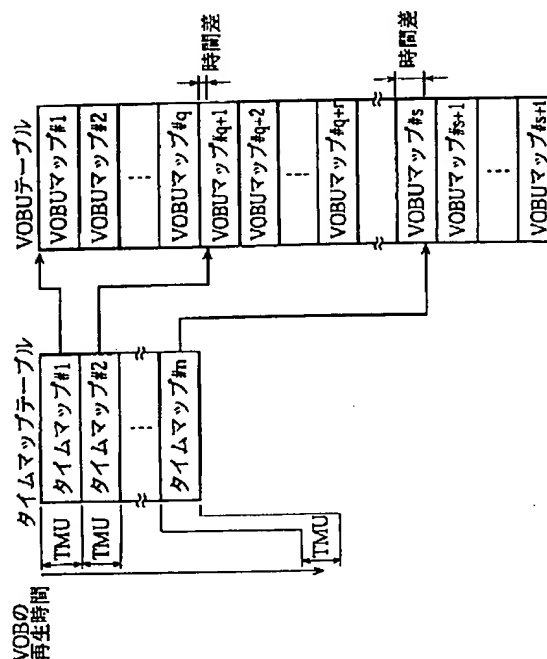 VOBの
再生時間
TMU
TMU
TMU
タイムマップテーブル
タイムマップ#1
タイムマップ#2
タイムマップ#n
VOBUテーブル
VOBUマップ#1
VOBUマップ#2
VOBUマップ#q
VOBUマップ#q+1
VOBUマップ#q+2
VOBUマップ#q+r
VOBUマップ#s
VOBUマップ#s+1
VOBUマップ#s+t
時間差
時間差